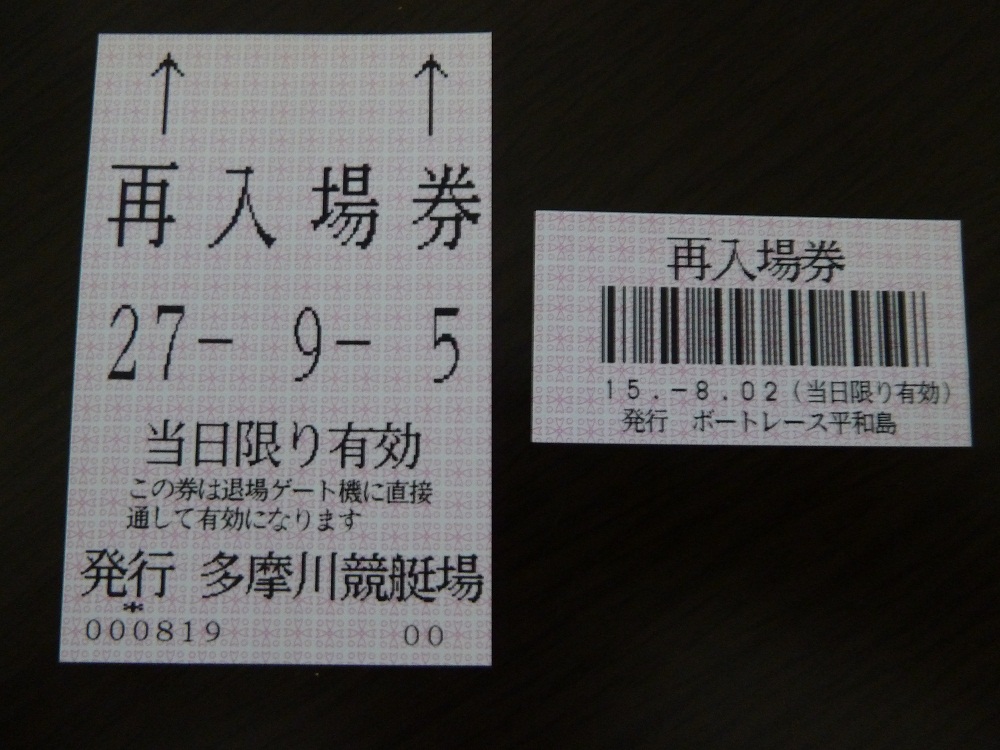 ↑ ↑
再入場券
27- 9- 5
当日限り有効
この券は退場ゲート機に直接
通して有効になります
発行 多摩川競艇場
*
000819 00
再入場券
15.-8.02(当日限り有効)
発行 ボートレース平和島